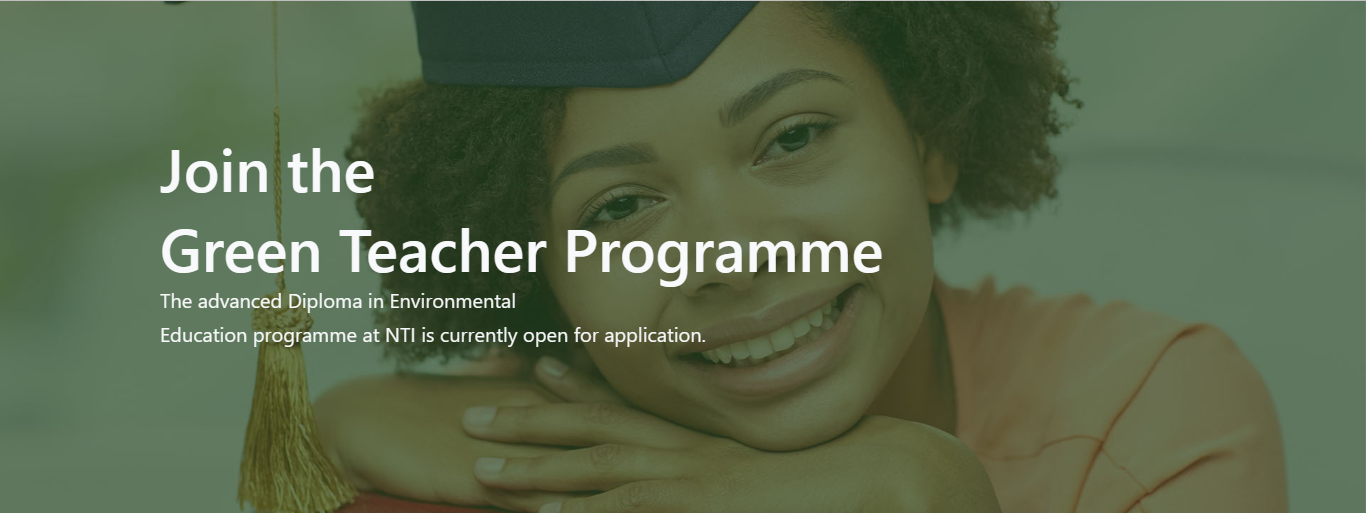 Join the
Green Teacher Programme
The advanced Diploma in Environmental
Education programme at NTI is currently open for application.